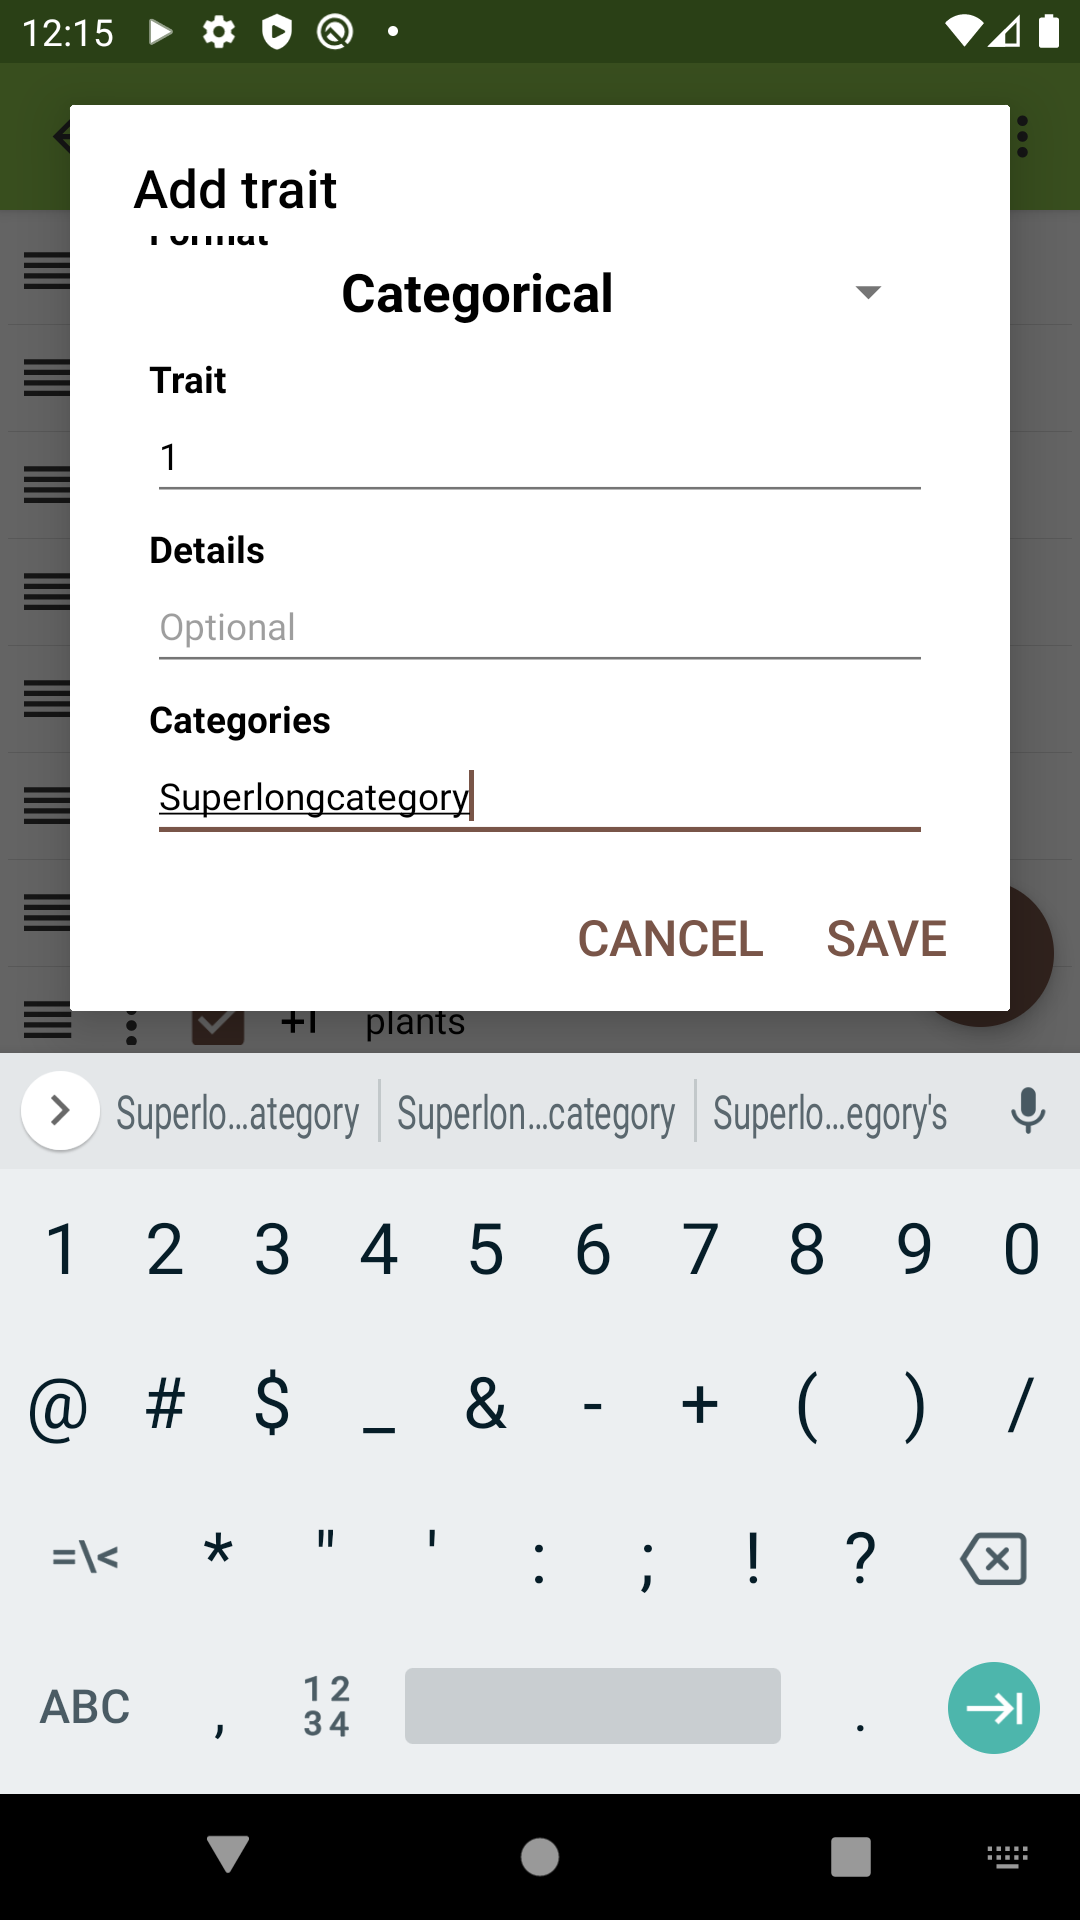 12:15
Add trait
Format
Categorical
Trait
1
Details
Optional
Categories
Superlongcategory
CANCEL SAVE
+1 plants
Superlo...ategory Superlon...category Superlo...egory's
1 2 3 4 5 6 7 8 9 0
@ # $ _ & - + ( ) /
=\< * " ' : ; ! ?
ABC , 12 34 .